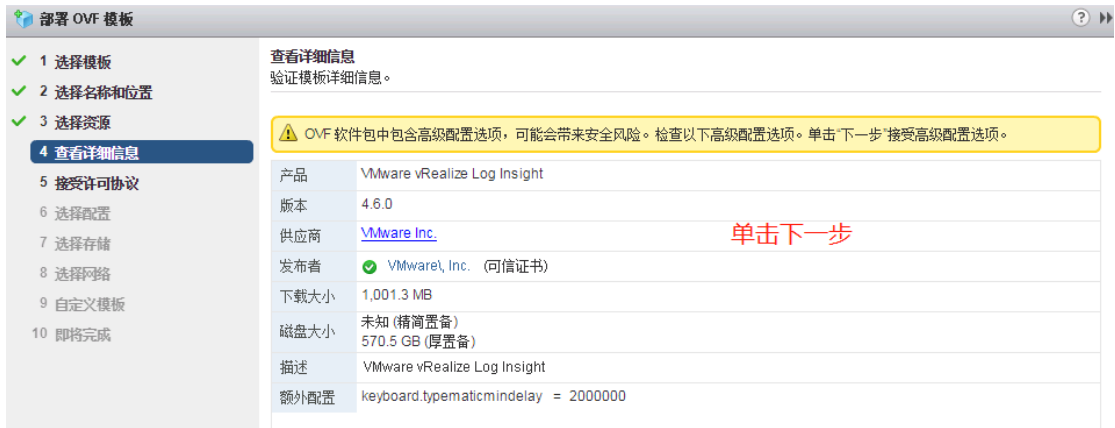 部署 OVF 模板
1 选择模板
2 选择名称和位置
3 选择资源
4 查看详细信息
5 接受许可协议
6 选择配置
7 选择存储
8 选择网络
9 自定义模板
10 即将完成
查看详细信息
验证模板详细信息。
OVF 软件包中包含高级配置选项，可能会带来安全风险。检查以下高级配置选项。单击“下一步”接受高级配置选项。
产品 VMware vRealize Log Insight
版本 4.6.0
供应商 VMware Inc.
单击下一步
发布者 VMware\, Inc. (可信证书)
下载大小 1,001.3 MB
磁盘大小 未知 (精简置备)
570.5 GB (厚置备)
描述 VMware vRealize Log Insight
额外配置 keyboard.typematicmindelay = 2000000